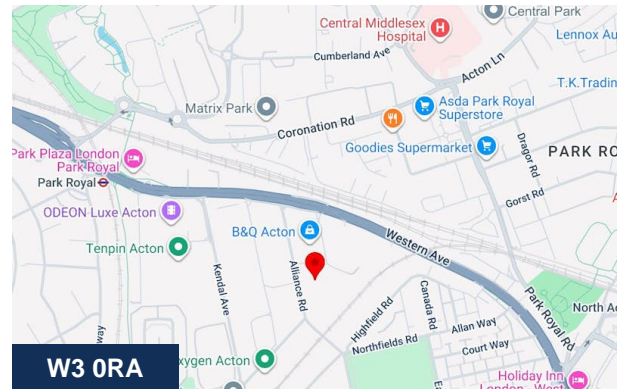 Central Park
Central Middlesex
Hospital
H
Lennox Au
Cumberland Ave
Acton Ln
T.K.Trading
Matrix Park
Asda Park Royal
Superstore
Coronation Rd
Goodies Supermarket
Dragor Rd
PARK RO
Park Plaza London
Park Royal
Park Royal
Gorst Rd
ODEON Luxe Acton
B&Q Acton
Western Ave
Tenpin Acton
Kendal Ave
Alliance Rd
Highfield Rd
Canada Rd
Park Royal Rd
North A
Allan Way
Northfields Rd
Court Way
xygen Acton
Holiday Inn
London - West
W3 0RA